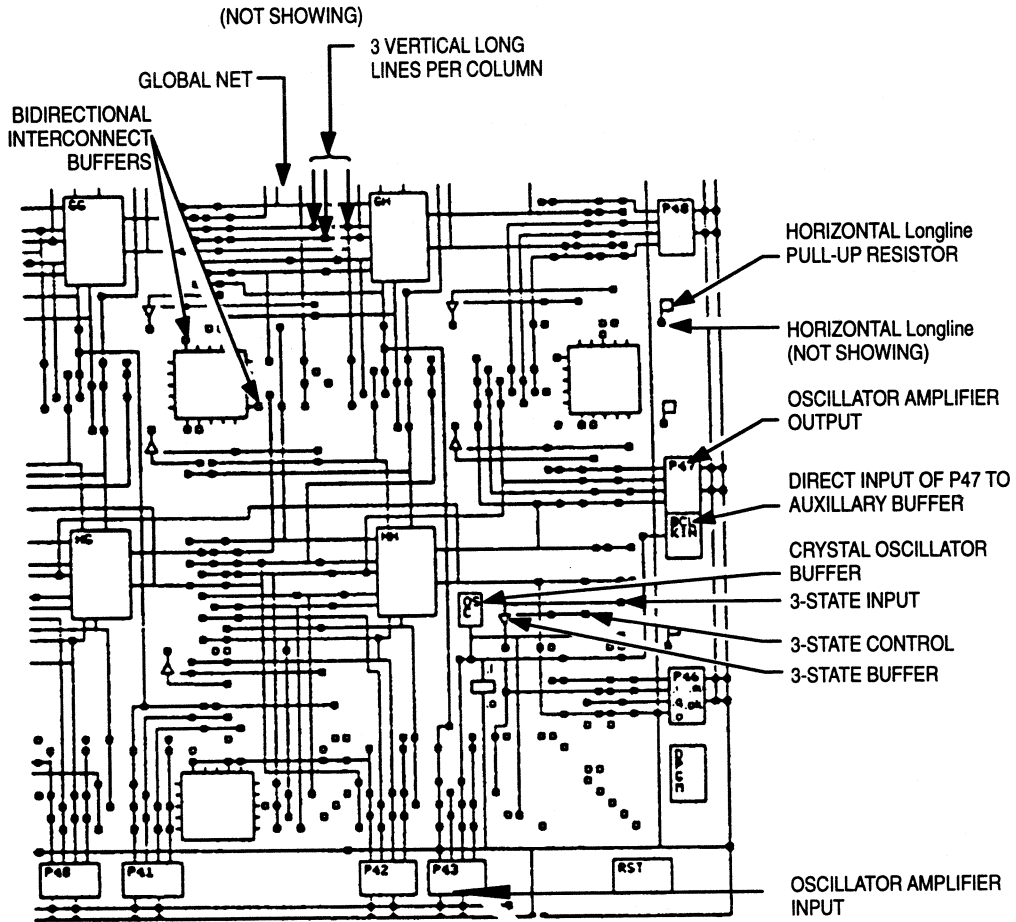 (NOT SHOWING)
3 VERTICAL LONG
LINES PER COLUMN
GLOBAL NET
BIDIRECTIONAL
INTERCONNECT
BUFFERS
GG
GH
P48
HORIZONTAL Longline
PULL-UP RESISTOR
HORIZONTAL Longline
(NOT SHOWING)
OSCILLATOR AMPLIFIER
OUTPUT
P47
DIRECT INPUT OF P47 TO
AUXILLARY BUFFER
BCL
KIN
HG
HH
CRYSTAL OSCILLATOR
BUFFER
OS
C
3-STATE INPUT
3-STATE CONTROL
3-STATE BUFFER
P46
P40
P41
P42
P43
RST
OSCILLATOR AMPLIFIER
INPUT